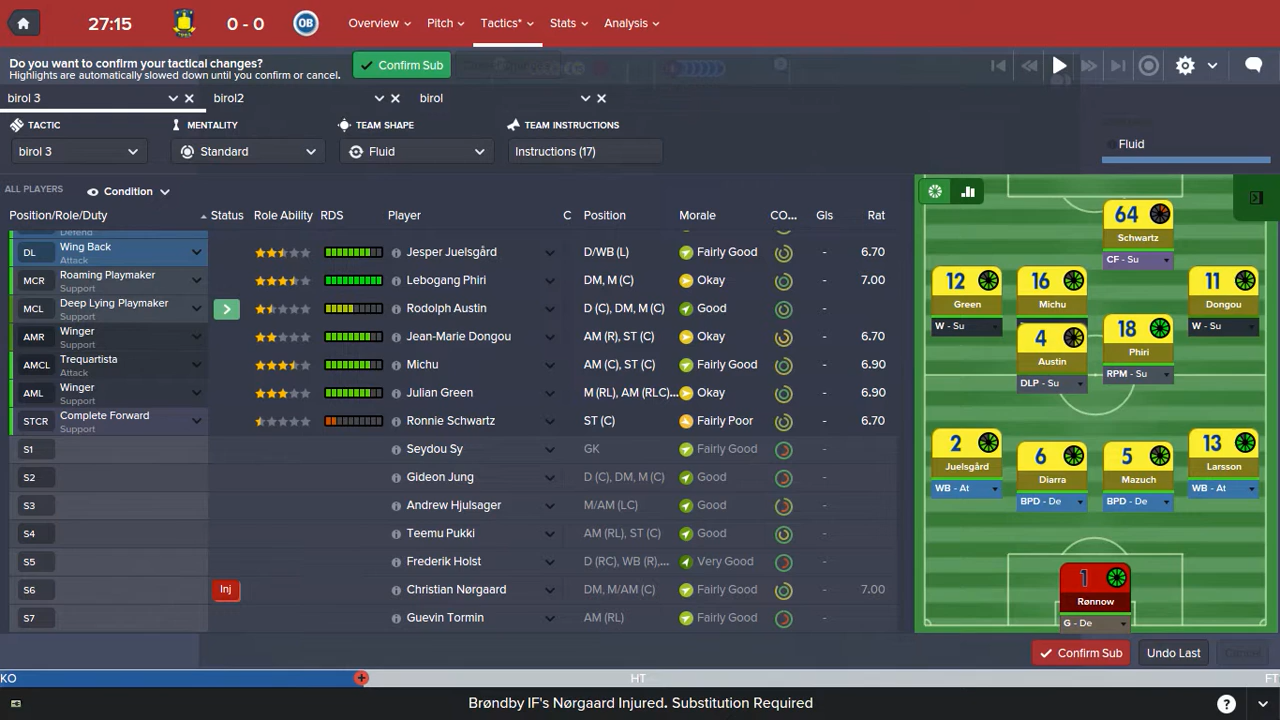 27:15 0 - 0 OB Overview Pitch Tactics* Stats Analysis
Do you want to confirm your tactical changes?
Highlights are automatically slowed down until you confirm or cancel.
Confirm Sub
birol 3 birol2 birol
TACTIC MENTALITY TEAM SHAPE TEAM INSTRUCTIONS
birol 3 Standard Fluid Instructions (17)
Fluid
ALL PLAYERS Condition
Position/Role/Duty Status Role Ability RDS Player C Position Morale CO... Gls Rat
Defend
DL Wing Back Attack Jesper Juelsgård D/WB (L) Fairly Good - 6.70
MCR Roaming Playmaker Support Lebogang Phiri DM, M (C) Okay - 7.00
MCL Deep Lying Playmaker Support Rodolph Austin D (C), DM, M (C) Good - -
AMR Winger Support Jean-Marie Dongou AM (R), ST (C) Okay - 6.70
AMCL Trequartista Attack Michu AM (C), ST (C) Fairly Good - 6.90
AML Winger Support Julian Green M (RL), AM (RLC)... Okay - 6.90
STCR Complete Forward Support Ronnie Schwartz ST (C) Fairly Poor - 6.70
S1 Seydou Sy GK Fairly Good - -
S2 Gideon Jung D (C), DM, M (C) Good - -
S3 Andrew Hjulsager M/AM (LC) Good - -
S4 Teemu Pukki AM (RL), ST (C) Good - -
S5 Frederik Holst D (RC), WB (R),... Very Good - -
S6 Inj Christian Nørgaard DM, M/AM (C) Fairly Good - 7.00
S7 Guevin Tormin AM (RL) Fairly Good - -
64
Schwartz
CF - Su
12 16 11
Green Michu Dongou
W - Su W - Su
4 18
Austin Phiri
DLP - Su RPM - Su
2 6 5 13
Juelsgård Diarra Mazuch Larsson
WB - At BPD - De BPD - De WB - At
1
Rønnow
G - De
Confirm Sub Undo Last Cancel
KO HT FT
Brøndby IF's Nørgaard Injured. Substitution Required